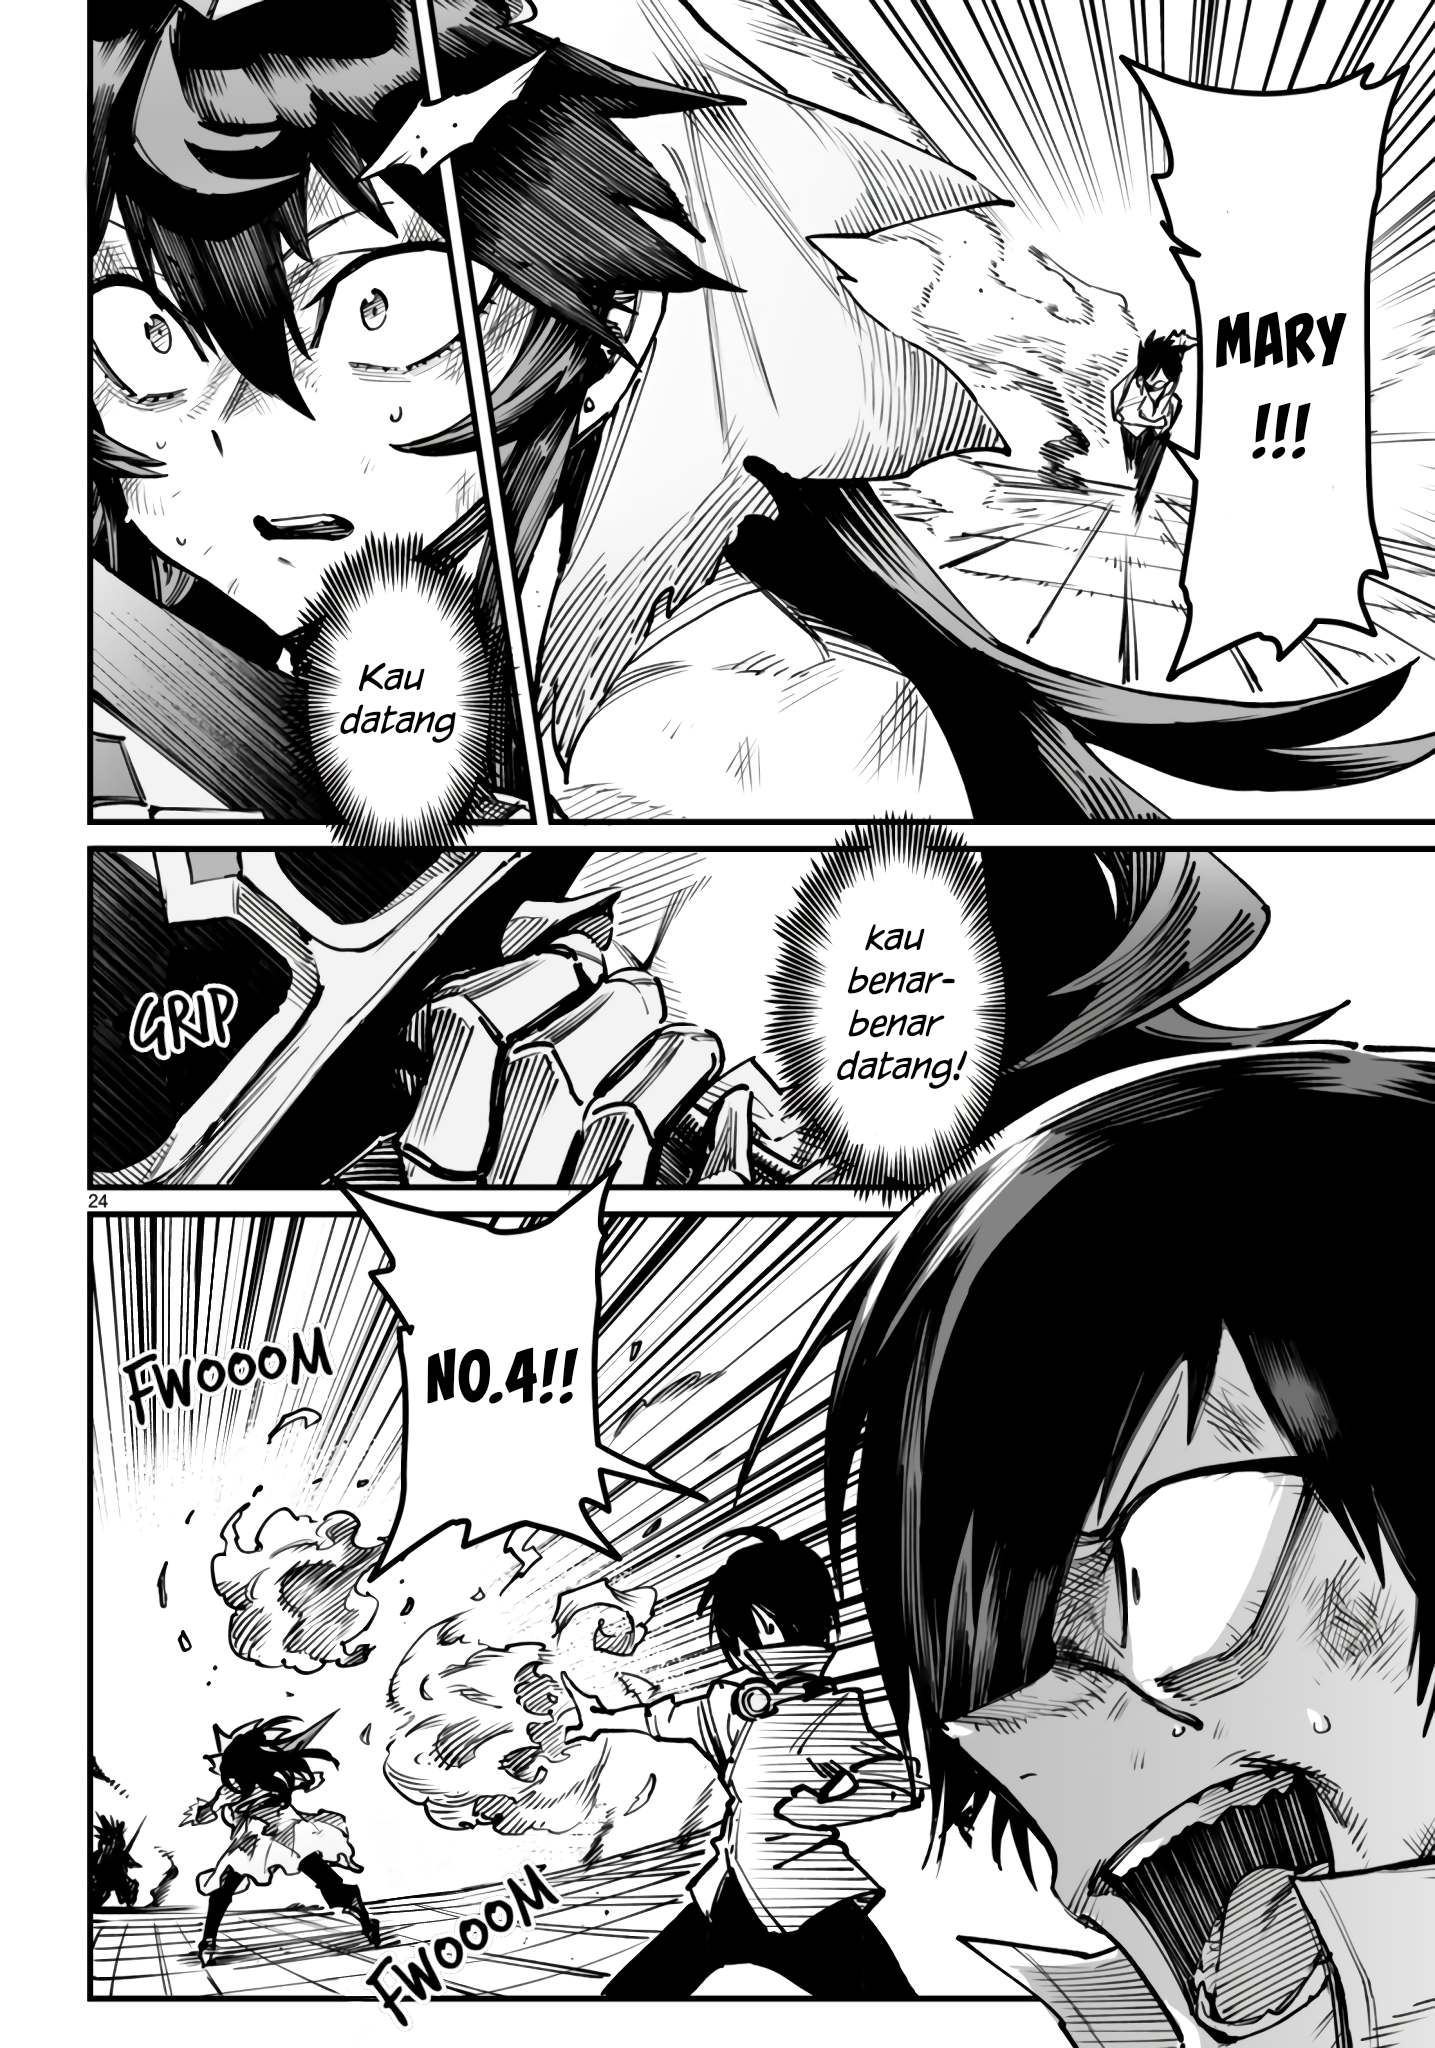 MARY
!!!
Kau
datang
kau
benar-
benar
datang!
GRIP
24
NO.4!!
FWOOOM
FWOOOM